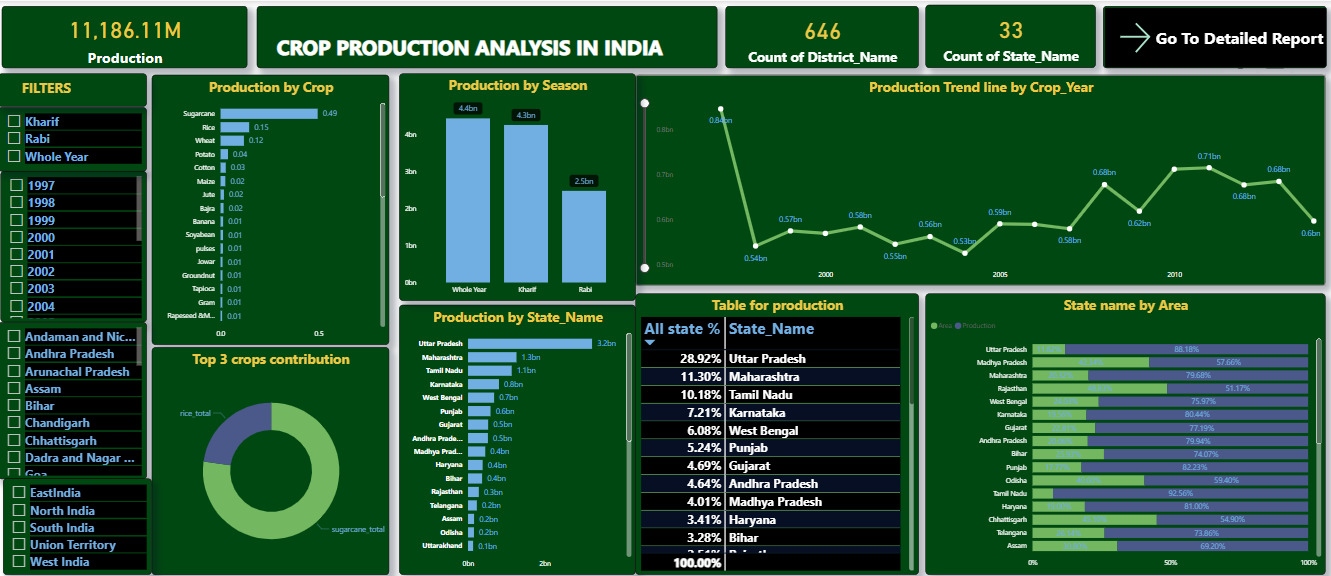 11,186.11M
Production
CROP PRODUCTION ANALYSIS IN INDIA
646
Count of District_Name
33
Count of State_Name
Go To Detailed Report
FILTERS
Kharif
Rabi
Whole Year
1997
1998
1999
2000
2001
2002
2003
2004
Andaman and Nic...
Andhra Pradesh
Arunachal Pradesh
Assam
Bihar
Chandigarh
Chhattisgarh
Dadra and Nagar ...
Goa
EastIndia
North India
South India
Union Territory
West India
Production by Crop
Sugarcane 0.49
Rice 0.15
Wheat 0.12
Potato 0.04
Cotton 0.03
Maize 0.02
Jute 0.02
Bajra 0.02
Banana 0.01
Soyabean 0.01
pulses 0.01
Jowar 0.01
Groundnut 0.01
Tapioca 0.01
Gram 0.01
Rapeseed &M... 0.01
0.0 0.5
Top 3 crops contribution
rice_total
sugarcane_total
Production by Season
4.4bn 4.3bn
2.5bn
4bn
3bn
2bn
1bn
0bn
Whole Year Kharif Rabi
Production by State_Name
Uttar Pradesh 3.2bn
Maharashtra 1.3bn
Tamil Nadu 1.1bn
Karnataka 0.8bn
West Bengal 0.7bn
Punjab 0.6bn
Gujarat 0.5bn
Andhra Prade... 0.5bn
Madhya Prad... 0.4bn
Haryana 0.4bn
Bihar 0.4bn
Rajasthan 0.3bn
Telangana 0.2bn
Assam 0.2bn
Odisha 0.2bn
Uttarakhand 0.1bn
0bn 2bn
Production Trend line by Crop_Year
0.8bn
0.7bn
0.6bn
0.5bn
0.84bn
0.54bn
0.57bn
0.58bn
0.55bn
0.56bn
0.53bn
0.59bn
0.58bn
0.68bn
0.62bn
0.71bn
0.68bn
0.68bn
0.6bn
2000 2005 2010
Table for production
All state % State_Name
28.92% Uttar Pradesh
11.30% Maharashtra
10.18% Tamil Nadu
7.21% Karnataka
6.08% West Bengal
5.24% Punjab
4.69% Gujarat
4.64% Andhra Pradesh
4.01% Madhya Pradesh
3.41% Haryana
3.28% Bihar
100.00%
State name by Area
Area Production
Uttar Pradesh 88.18%
Madhya Pradesh 57.66%
Maharashtra 79.68%
Rajasthan 51.17%
West Bengal 75.97%
Karnataka 80.44%
Gujarat 77.19%
Andhra Pradesh 79.94%
Bihar 74.07%
Punjab 82.23%
Odisha 59.40%
Tamil Nadu 92.56%
Haryana 81.00%
Chhattisgarh 54.90%
Telangana 73.86%
Assam 69.20%
0% 50% 100%